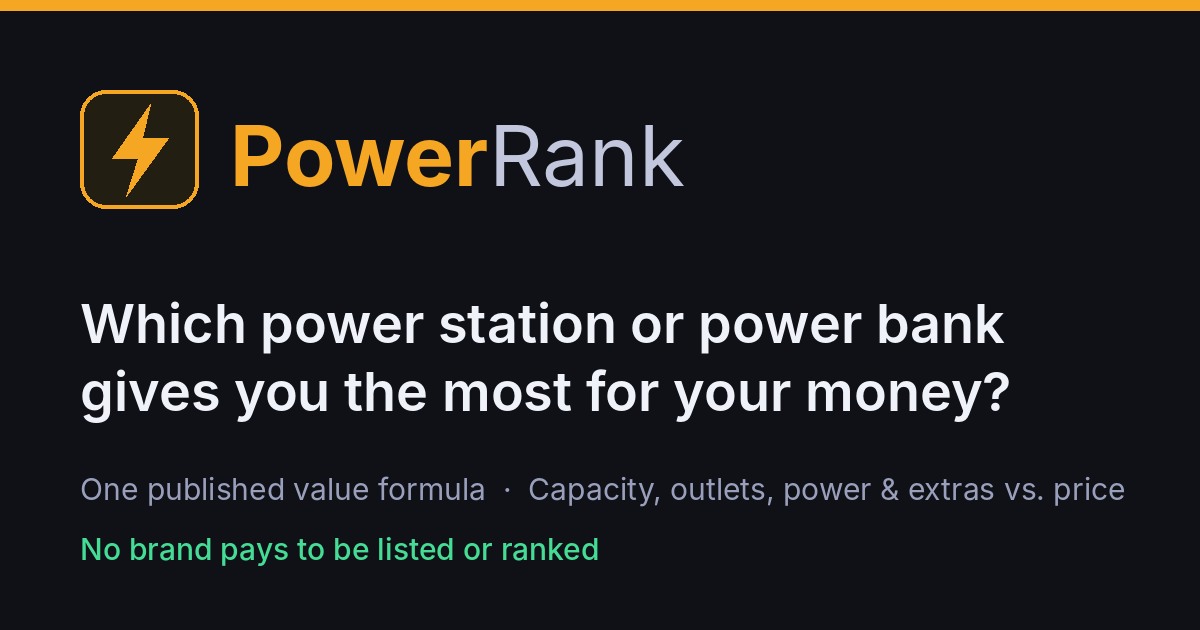 PowerRank
Which power station or power bank
gives you the most for your money?
One published value formula · Capacity, outlets, power & extras vs. price
No brand pays to be listed or ranked